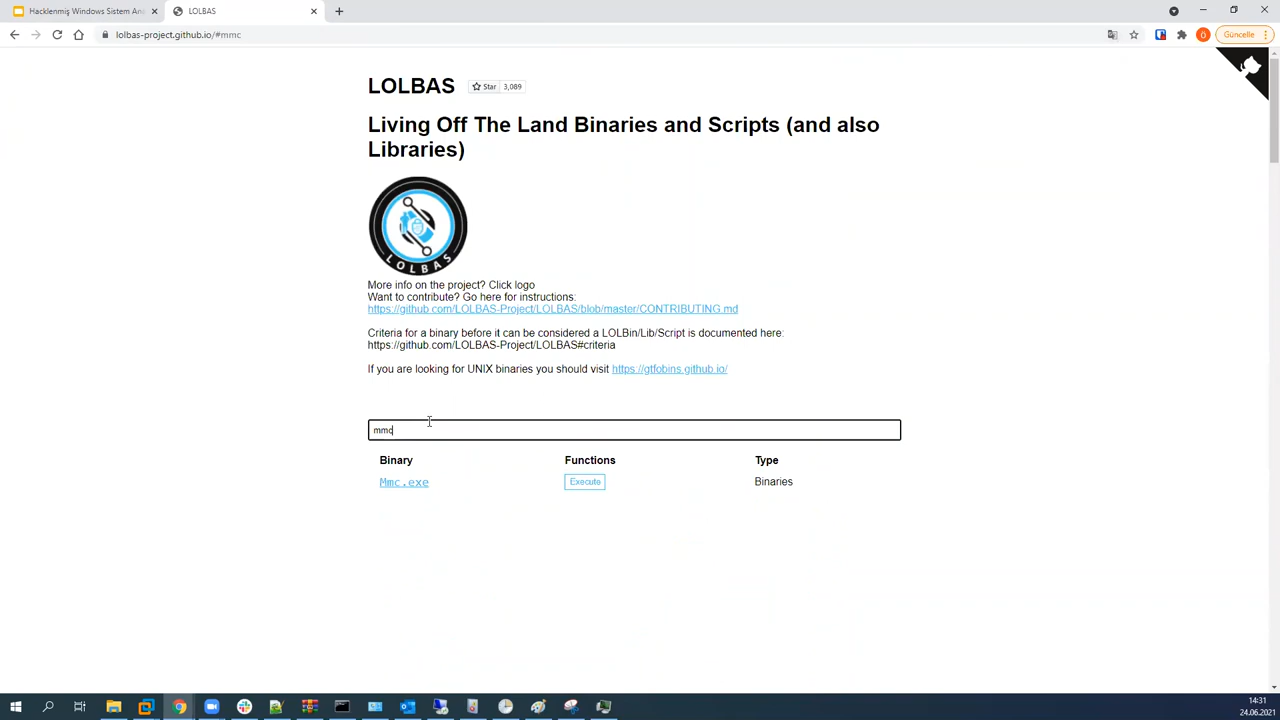 Hacklenmiş Windows Sistem Ana
LOLBAS
lolbas-project.github.io/#mmc
Ö
Güncelle
LOLBAS
Star
3,089
Living Off The Land Binaries and Scripts (and also
Libraries)
LOLBAS
More info on the project? Click logo
Want to contribute? Go here for instructions:
https://github.com/LOLBAS-Project/LOLBAS/blob/master/CONTRIBUTING.md
Criteria for a binary before it can be considered a LOLBin/Lib/Script is documented here:
https://github.com/LOLBAS-Project/LOLBAS#criteria
If you are looking for UNIX binaries you should visit https://gtfobins.github.io/
mmc
Binary Functions Type
Mmc.exe Execute Binaries
14:31
24.06.2021